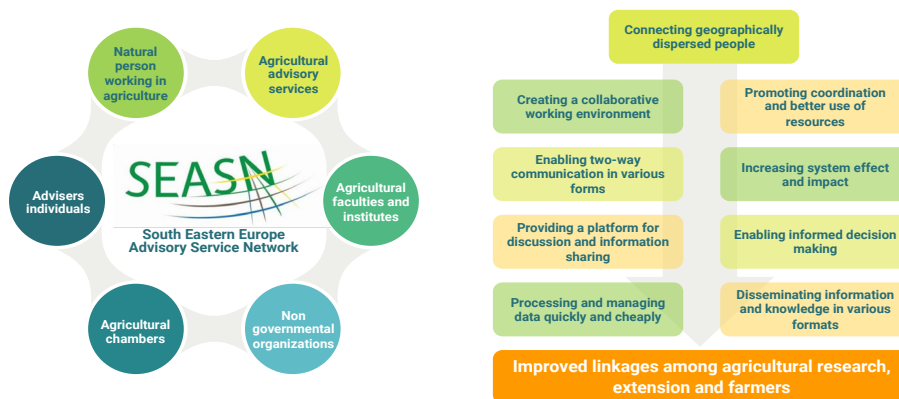 Natural
person
working in
agriculture
Agricultural
advisory
services
Advisers
individuals
SEASN
South Eastern Europe
Advisory Service Network
Agricultural
faculties and
institutes
Agricultural
chambers
Non
governmental
organizations
Connecting geographically
dispersed people
Creating a collaborative
working environment
Promoting coordination
and better use of
resources
Enabling two-way
communication in various
forms
Increasing system effect
and impact
Providing a platform for
discussion and information
sharing
Enabling informed decision
making
Processing and managing
data quickly and cheaply
Disseminating information
and knowledge in various
formats
Improved linkages among agricultural research,
extension and farmers